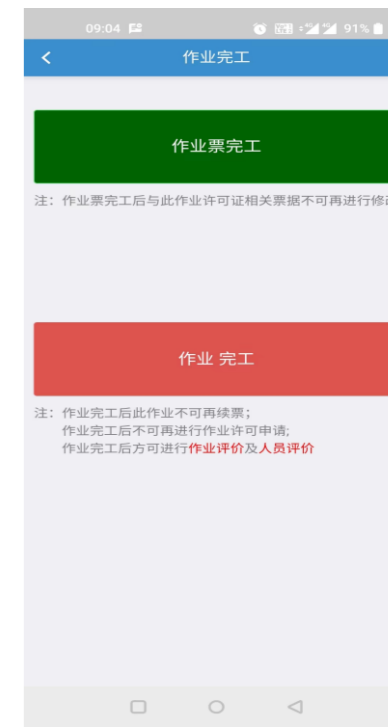 09:04 91%
作业完工
作业票完工
注：作业票完工后与此作业许可证相关票据不可再进行修
作业 完工
注：作业完工后此作业不可再续票；
作业完工后不可再进行作业许可申请;
作业完工后方可进行作业评价及人员评价